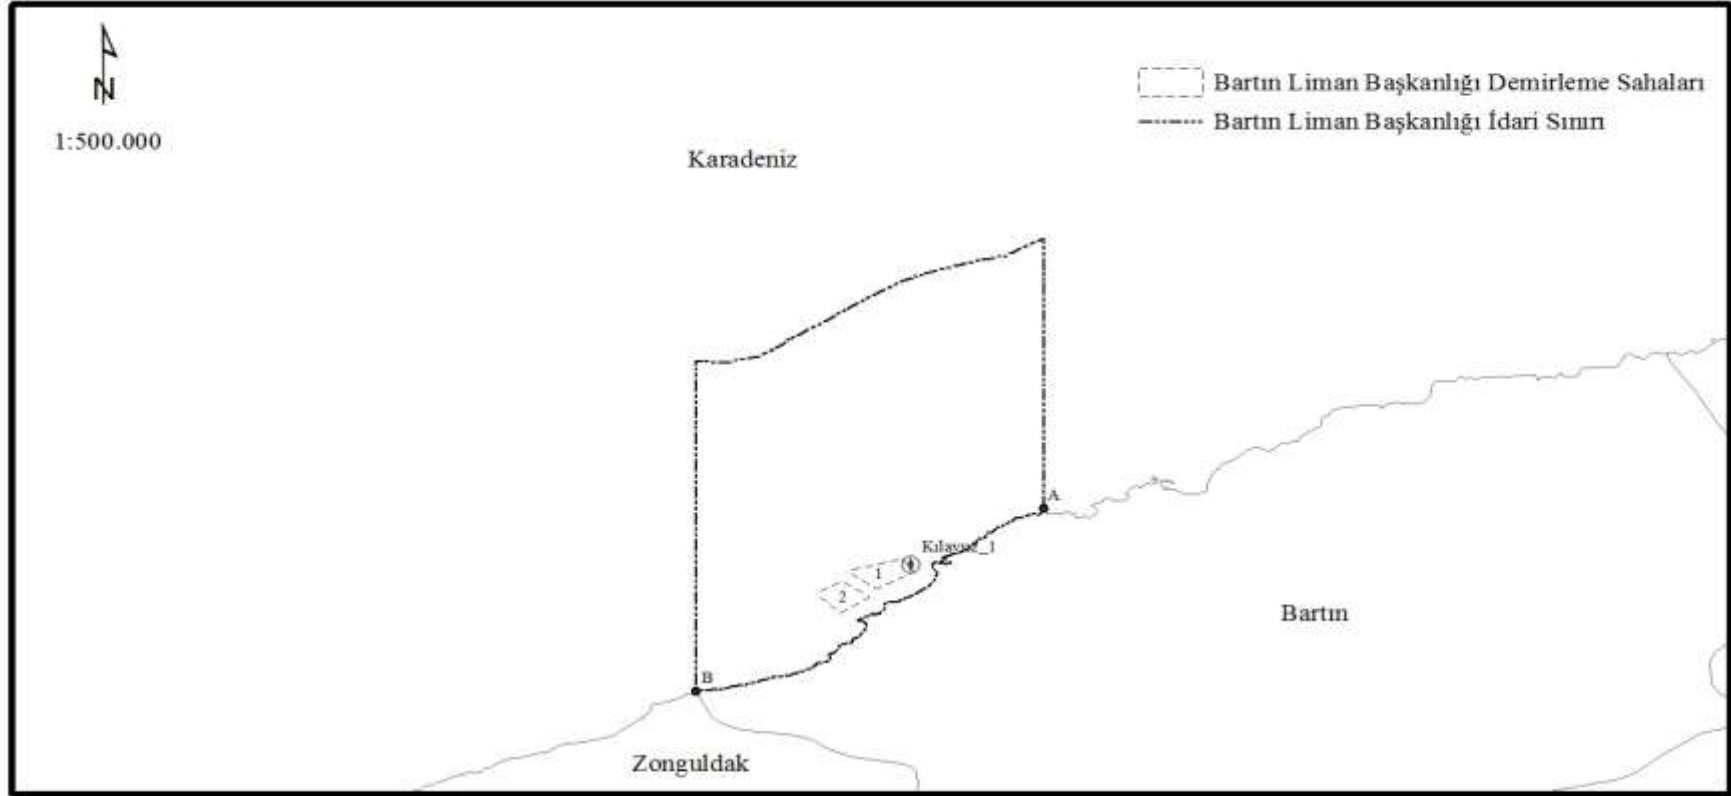 N
1:500.000
Bartın Liman Başkanlığı Demirleme Sahaları
Bartın Liman Başkanlığı İdari Sınırı
Karadeniz
A
Kılavuz_1
1
2
Bartın
B
Zonguldak